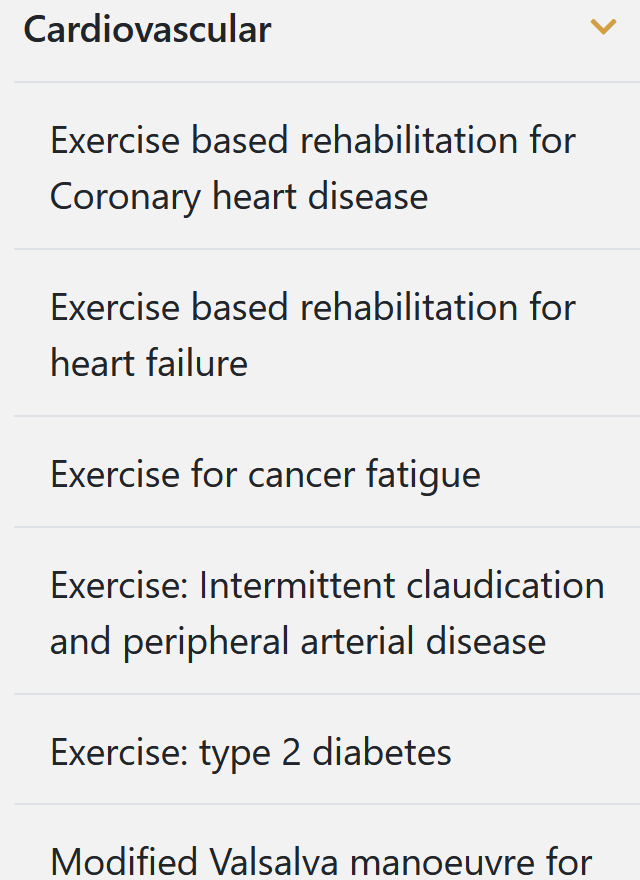 Cardiovascular
Exercise based rehabilitation for
Coronary heart disease
Exercise based rehabilitation for
heart failure
Exercise for cancer fatigue
Exercise: Intermittent claudication
and peripheral arterial disease
Exercise: type 2 diabetes
Modified Valsalva manoeuvre for